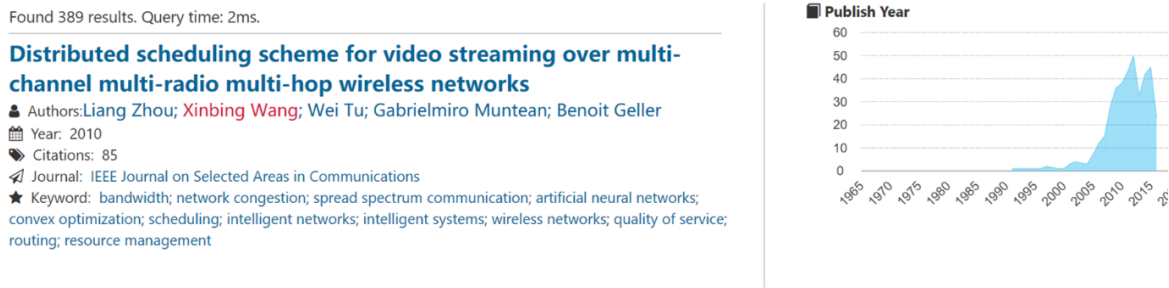 Found 389 results. Query time: 2ms.
Distributed scheduling scheme for video streaming over multi-
channel multi-radio multi-hop wireless networks
Authors:Liang Zhou; Xinbing Wang; Wei Tu; Gabrielmiro Muntean; Benoit Geller
Year: 2010
Citations: 85
Journal: IEEE Journal on Selected Areas in Communications
Keyword: bandwidth; network congestion; spread spectrum communication; artificial neural networks;
convex optimization; scheduling; intelligent networks; intelligent systems; wireless networks; quality of service;
routing; resource management
Publish Year
60
50
40
30
20
10
0
1965 1970 1975 1980 1985 1990 1995 2000 2005 2010 2015